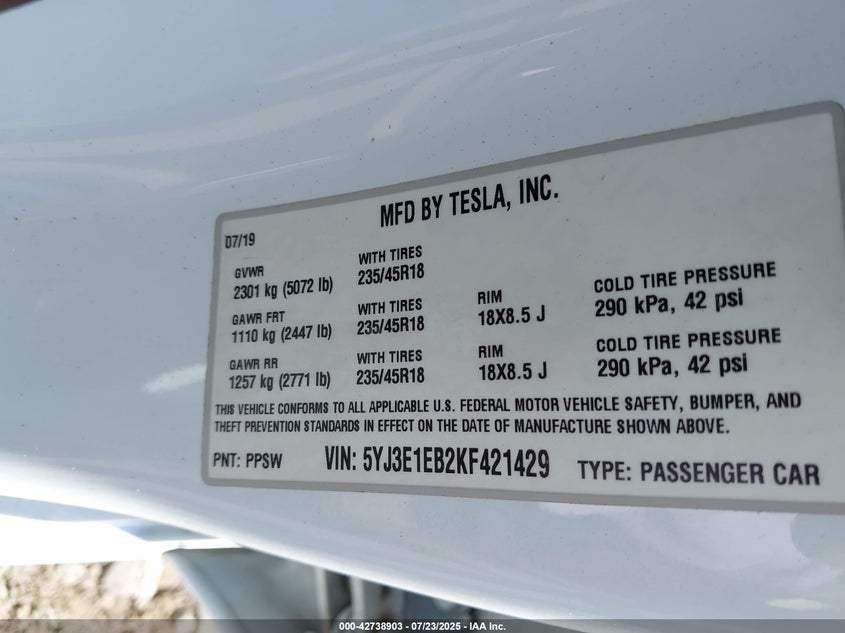 MFD BY TESLA, INC.
07/19
GVWR WITH TIRES
2301 kg (5072 lb) 235/45R18
GAWR FRT WITH TIRES RIM COLD TIRE PRESSURE
1110 kg (2447 lb) 235/45R18 18X8.5 J 290 kPa, 42 psi
GAWR RR WITH TIRES RIM COLD TIRE PRESSURE
1257 kg (2771 lb) 235/45R18 18X8.5 J 290 kPa, 42 psi
THIS VEHICLE CONFORMS TO ALL APPLICABLE U.S. FEDERAL MOTOR VEHICLE SAFETY, BUMPER, AND
THEFT PREVENTION STANDARDS IN EFFECT ON THE DATE OF MANUFACTURE SHOWN ABOVE.
PNT: PPSW VIN: 5YJ3E1EB2KF421429 TYPE: PASSENGER CAR
000-42738903 - 07/23/2025 - IAA Inc.